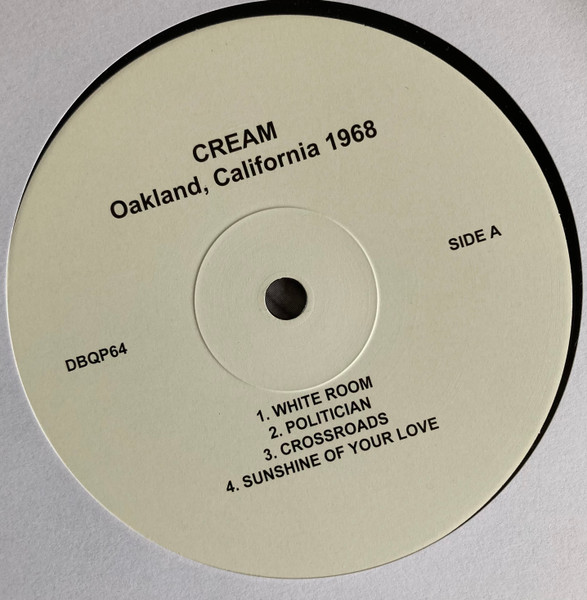 CREAM
Oakland, California 1968
SIDE A
DBQP64
1. WHITE ROOM
2. POLITICIAN
3. CROSSROADS
4. SUNSHINE OF YOUR LOVE